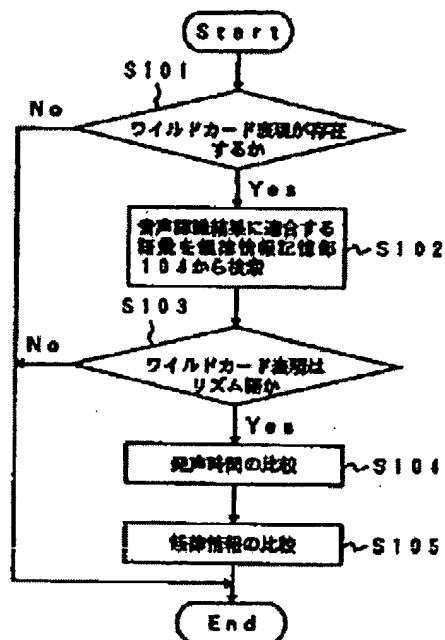 Start
S101
No
ワイルドカード表現が存在
するか
Yes
音声認識結果に適合する
語彙を韻律情報記憶部
104から検索
S102
S103
No
ワイルドカード表現は
リズム語か
Yes
発声時間の比較
S104
韻律情報の比較
S105
End